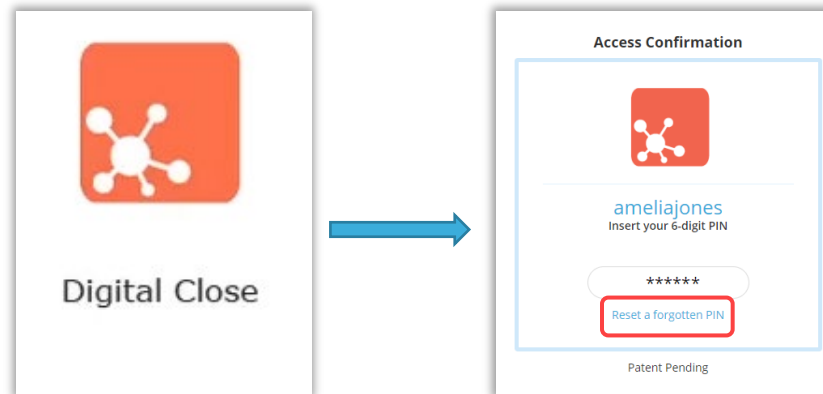 Digital Close
Access Confirmation
ameliajones
Insert your 6-digit PIN
******
Reset a forgotten PIN
Patent Pending